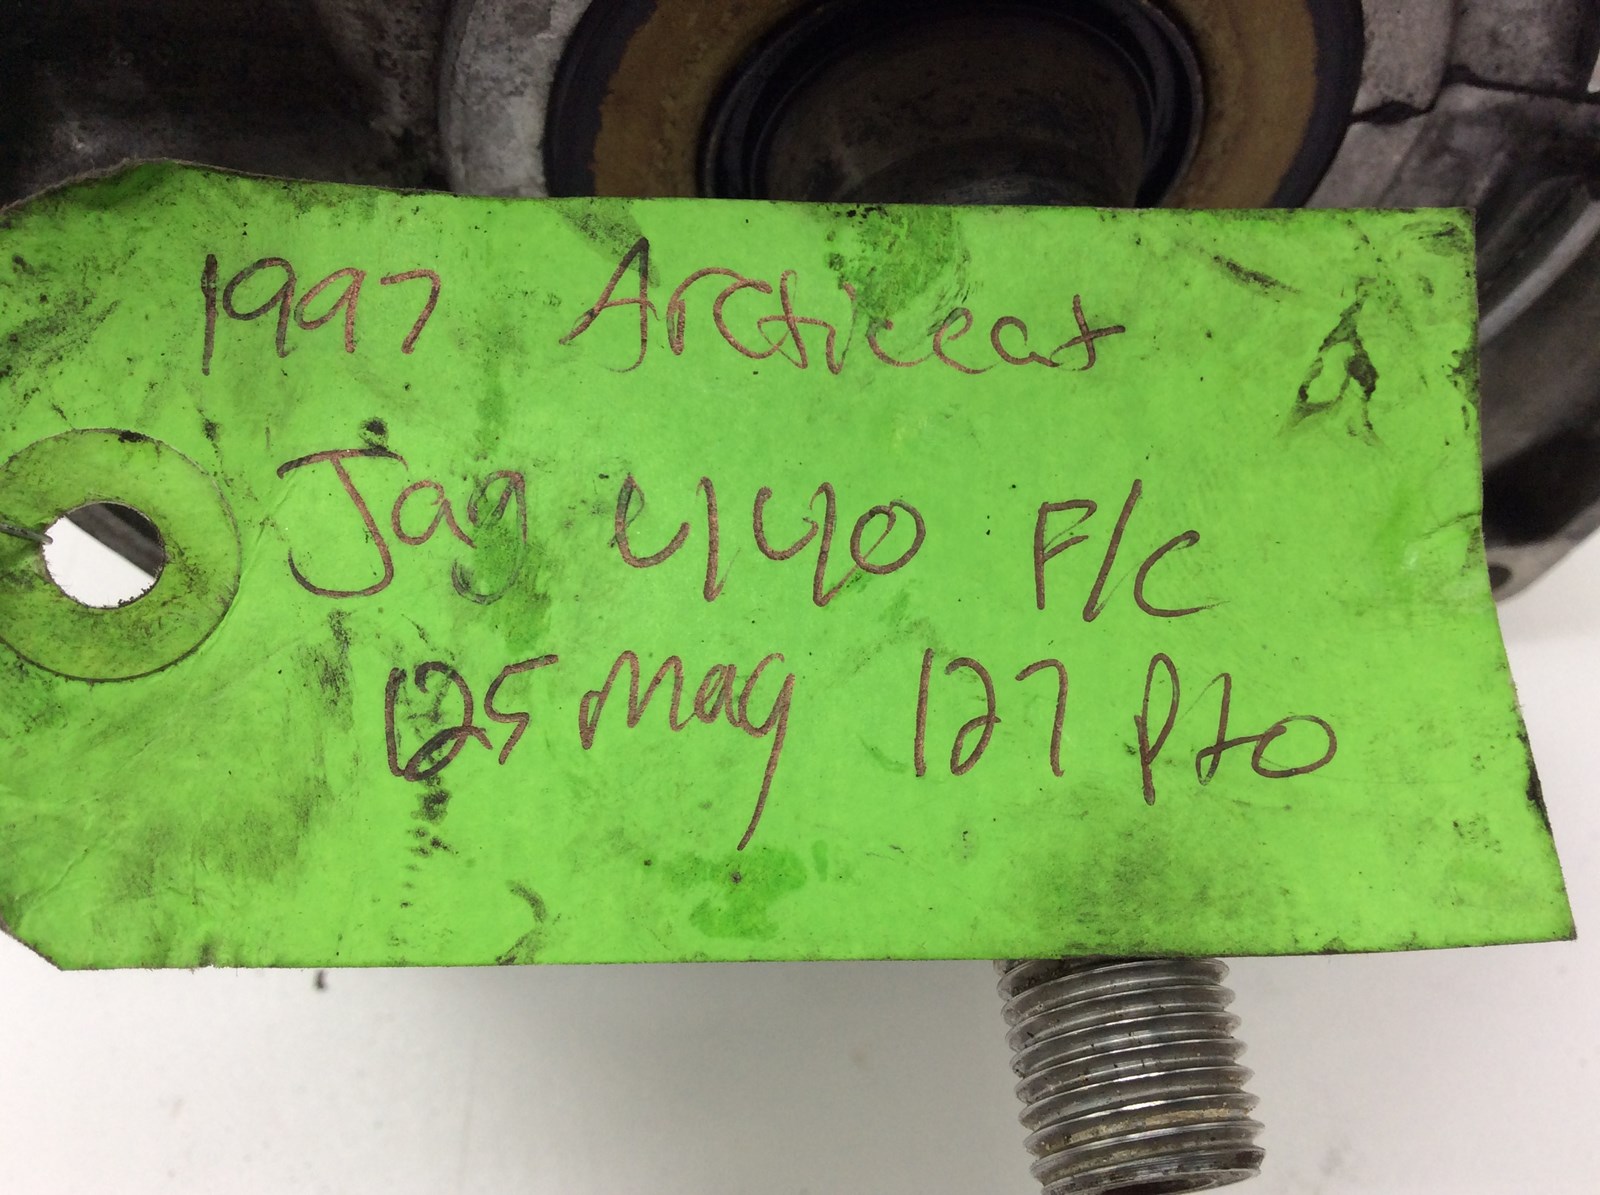 1997 Arcticcat
Jag 440 F/C
125 mag 127 Pto